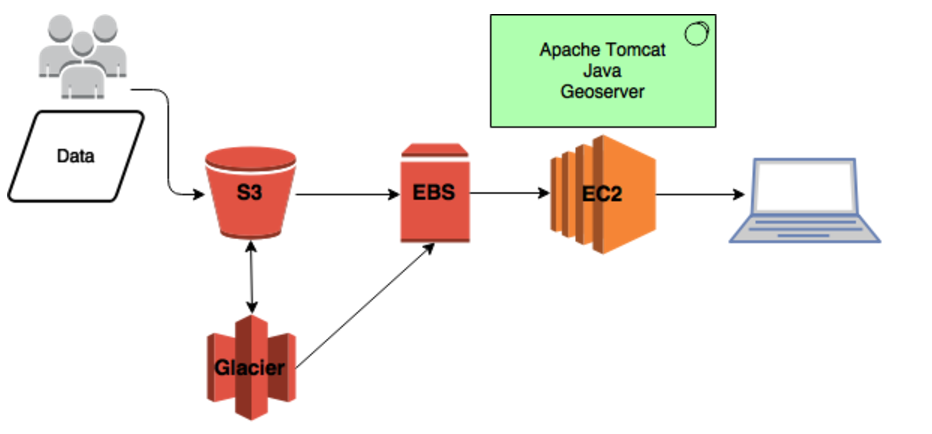 Apache Tomcat
Java
Geoserver
Data
S3
EBS
EC2
Glacier